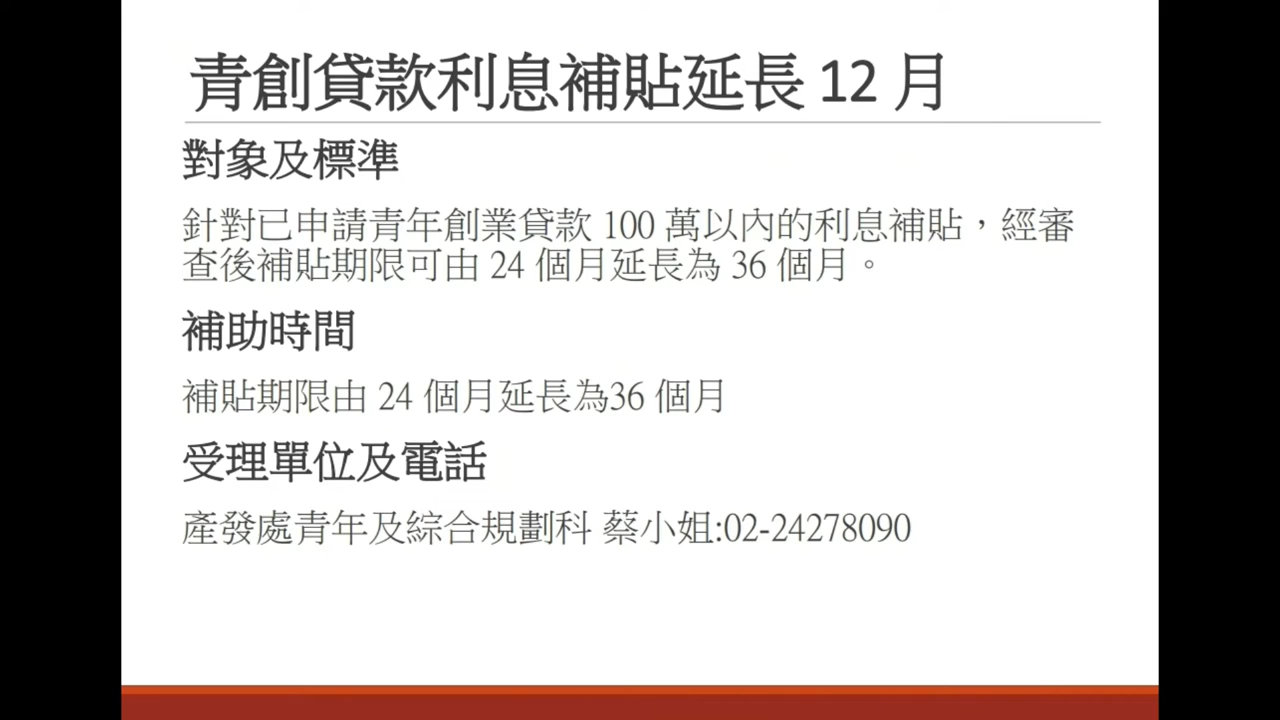 青創貸款利息補貼延長 12 月
對象及標準
針對已申請青年創業貸款 100 萬以內的利息補貼，經審
查後補貼期限可由 24 個月延長為 36 個月。
補助時間
補貼期限由 24 個月延長為36 個月
受理單位及電話
產發處青年及綜合規劃科 蔡小姐:02-24278090